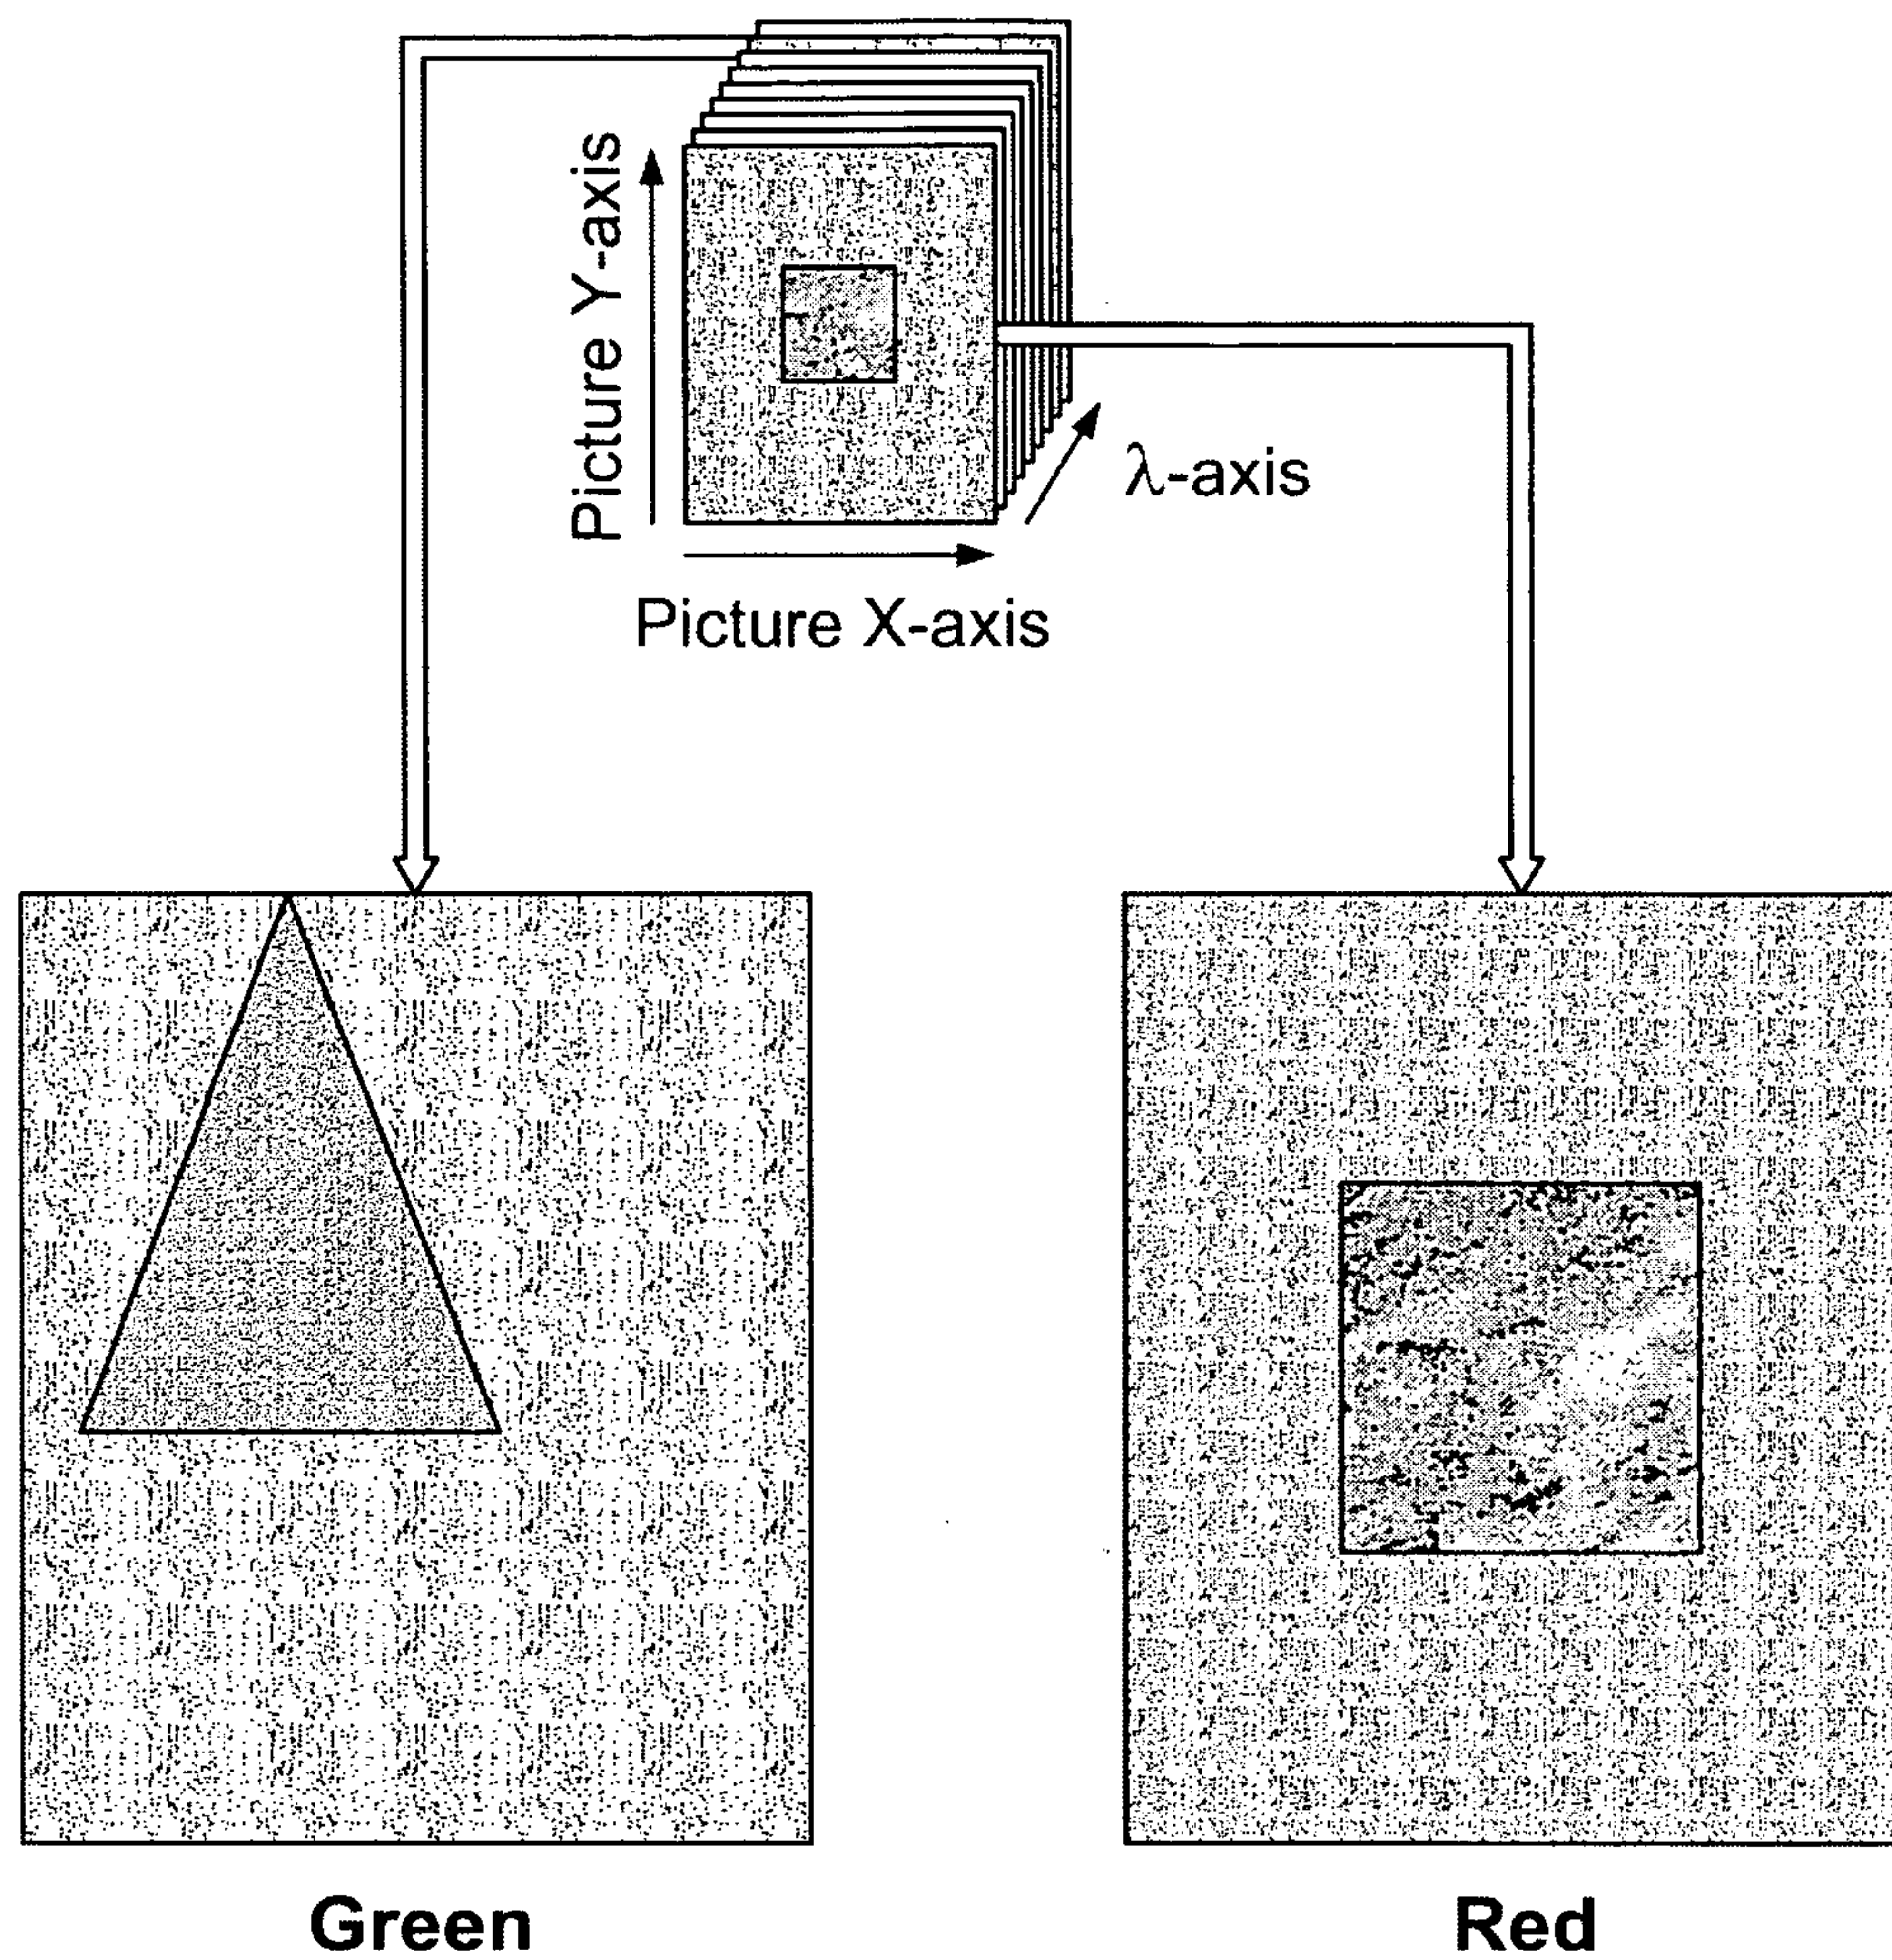 Picture Y-axis
λ-axis
Picture X-axis
Green
Red